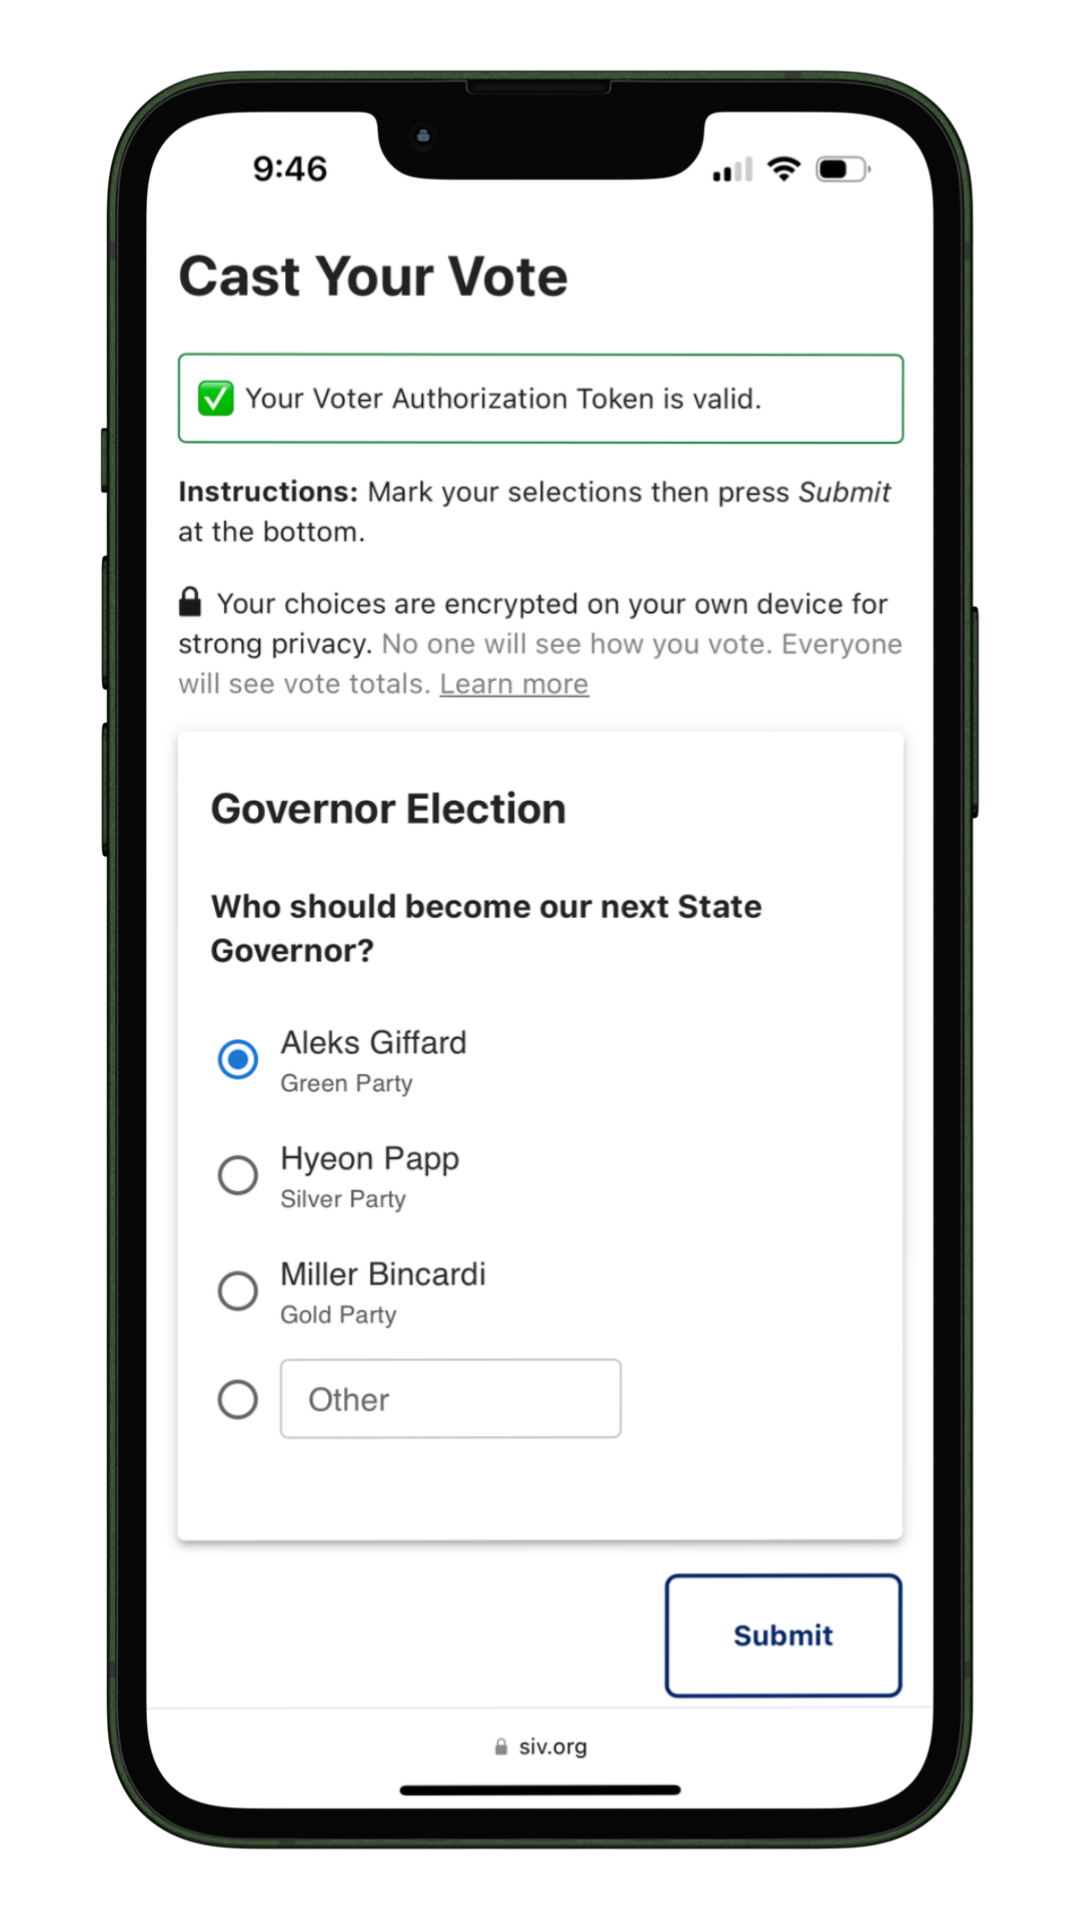 9:46
Cast Your Vote
✅ Your Voter Authorization Token is valid.
Instructions: Mark your selections then press Submit
at the bottom.
Your choices are encrypted on your own device for
strong privacy. No one will see how you vote. Everyone
will see vote totals. Learn more
Governor Election
Who should become our next State
Governor?
Aleks Giffard
Green Party
Hyeon Papp
Silver Party
Miller Bincardi
Gold Party
Other
Submit
siv.org